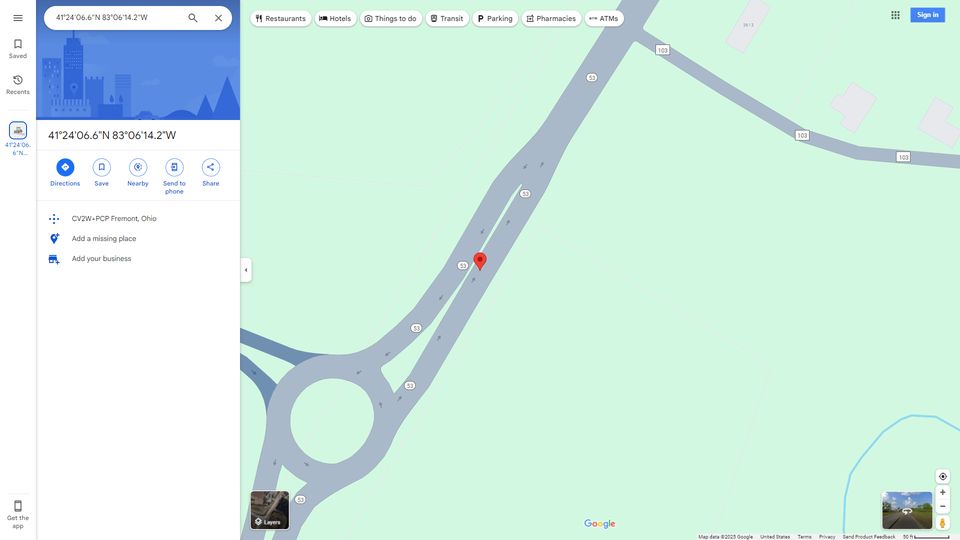 41°24'06.6"N 83°06'14.2"W
Restaurants
Hotels
Things to do
Transit
Parking
Pharmacies
ATMs
Sign in
Saved
Recents
41°24'06.
6"N...
41°24'06.6"N 83°06'14.2"W
Directions
Save
Nearby
Send to
phone
Share
CV2W+PCP Fremont, Ohio
Add a missing place
Add your business
103
53
103
103
53
53
53
53
53
Get the
app
Layers
Google
Map data ©2025 Google
United States
Terms
Privacy
Send Product Feedback
50 ft